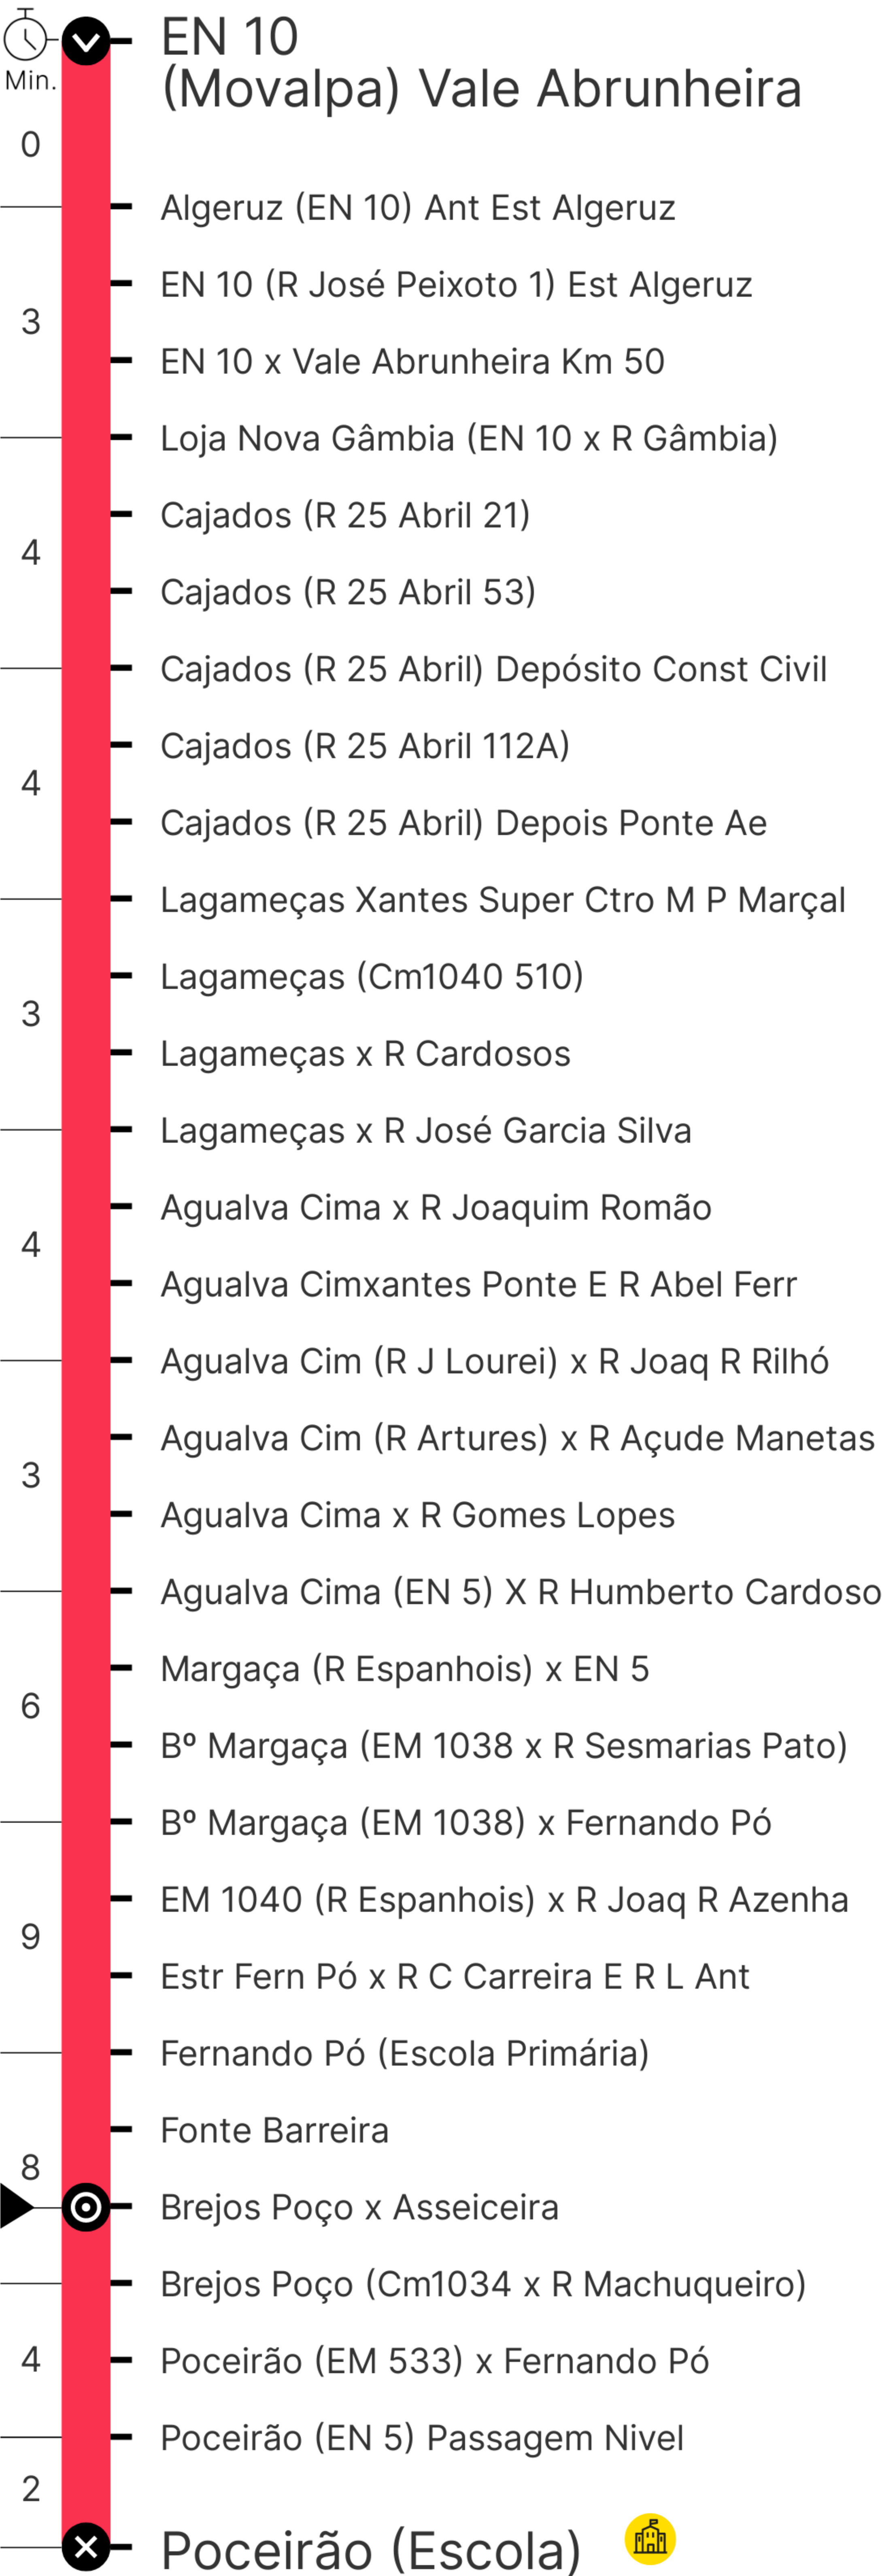 EN 10
(Movalpa) Vale Abrunheira
Min.
0
Algeruz (EN 10) Ant Est Algeruz
EN 10 (R José Peixoto 1) Est Algeruz
3
EN 10 x Vale Abrunheira Km 50
Loja Nova Gâmbia (EN 10 x R Gâmbia)
Cajados (R 25 Abril 21)
4
Cajados (R 25 Abril 53)
Cajados (R 25 Abril) Depósito Const Civil
Cajados (R 25 Abril 112A)
4
Cajados (R 25 Abril) Depois Ponte Ae
Lagameças Xantes Super Ctro M P Marçal
Lagameças (Cm1040 510)
3
Lagameças x R Cardosos
Lagameças x R José Garcia Silva
Agualva Cima x R Joaquim Romão
4
Agualva Cimxantes Ponte E R Abel Ferr
Agualva Cim (R J Lourei) x R Joaq R Rilhó
Agualva Cim (R Artures) x R Açude Manetas
3
Agualva Cima x R Gomes Lopes
Agualva Cima (EN 5) X R Humberto Cardoso
Margaça (R Espanhois) x EN 5
6
Bº Margaça (EM 1038 x R Sesmarias Pato)
Bº Margaça (EM 1038) x Fernando Pó
EM 1040 (R Espanhois) x R Joaq R Azenha
9
Estr Fern Pó x R C Carreira E R L Ant
Fernando Pó (Escola Primária)
Fonte Barreira
8
Brejos Poço x Asseiceira
Brejos Poço (Cm1034 x R Machuqueiro)
4
Poceirão (EM 533) x Fernando Pó
Poceirão (EN 5) Passagem Nivel
2
Poceirão (Escola)